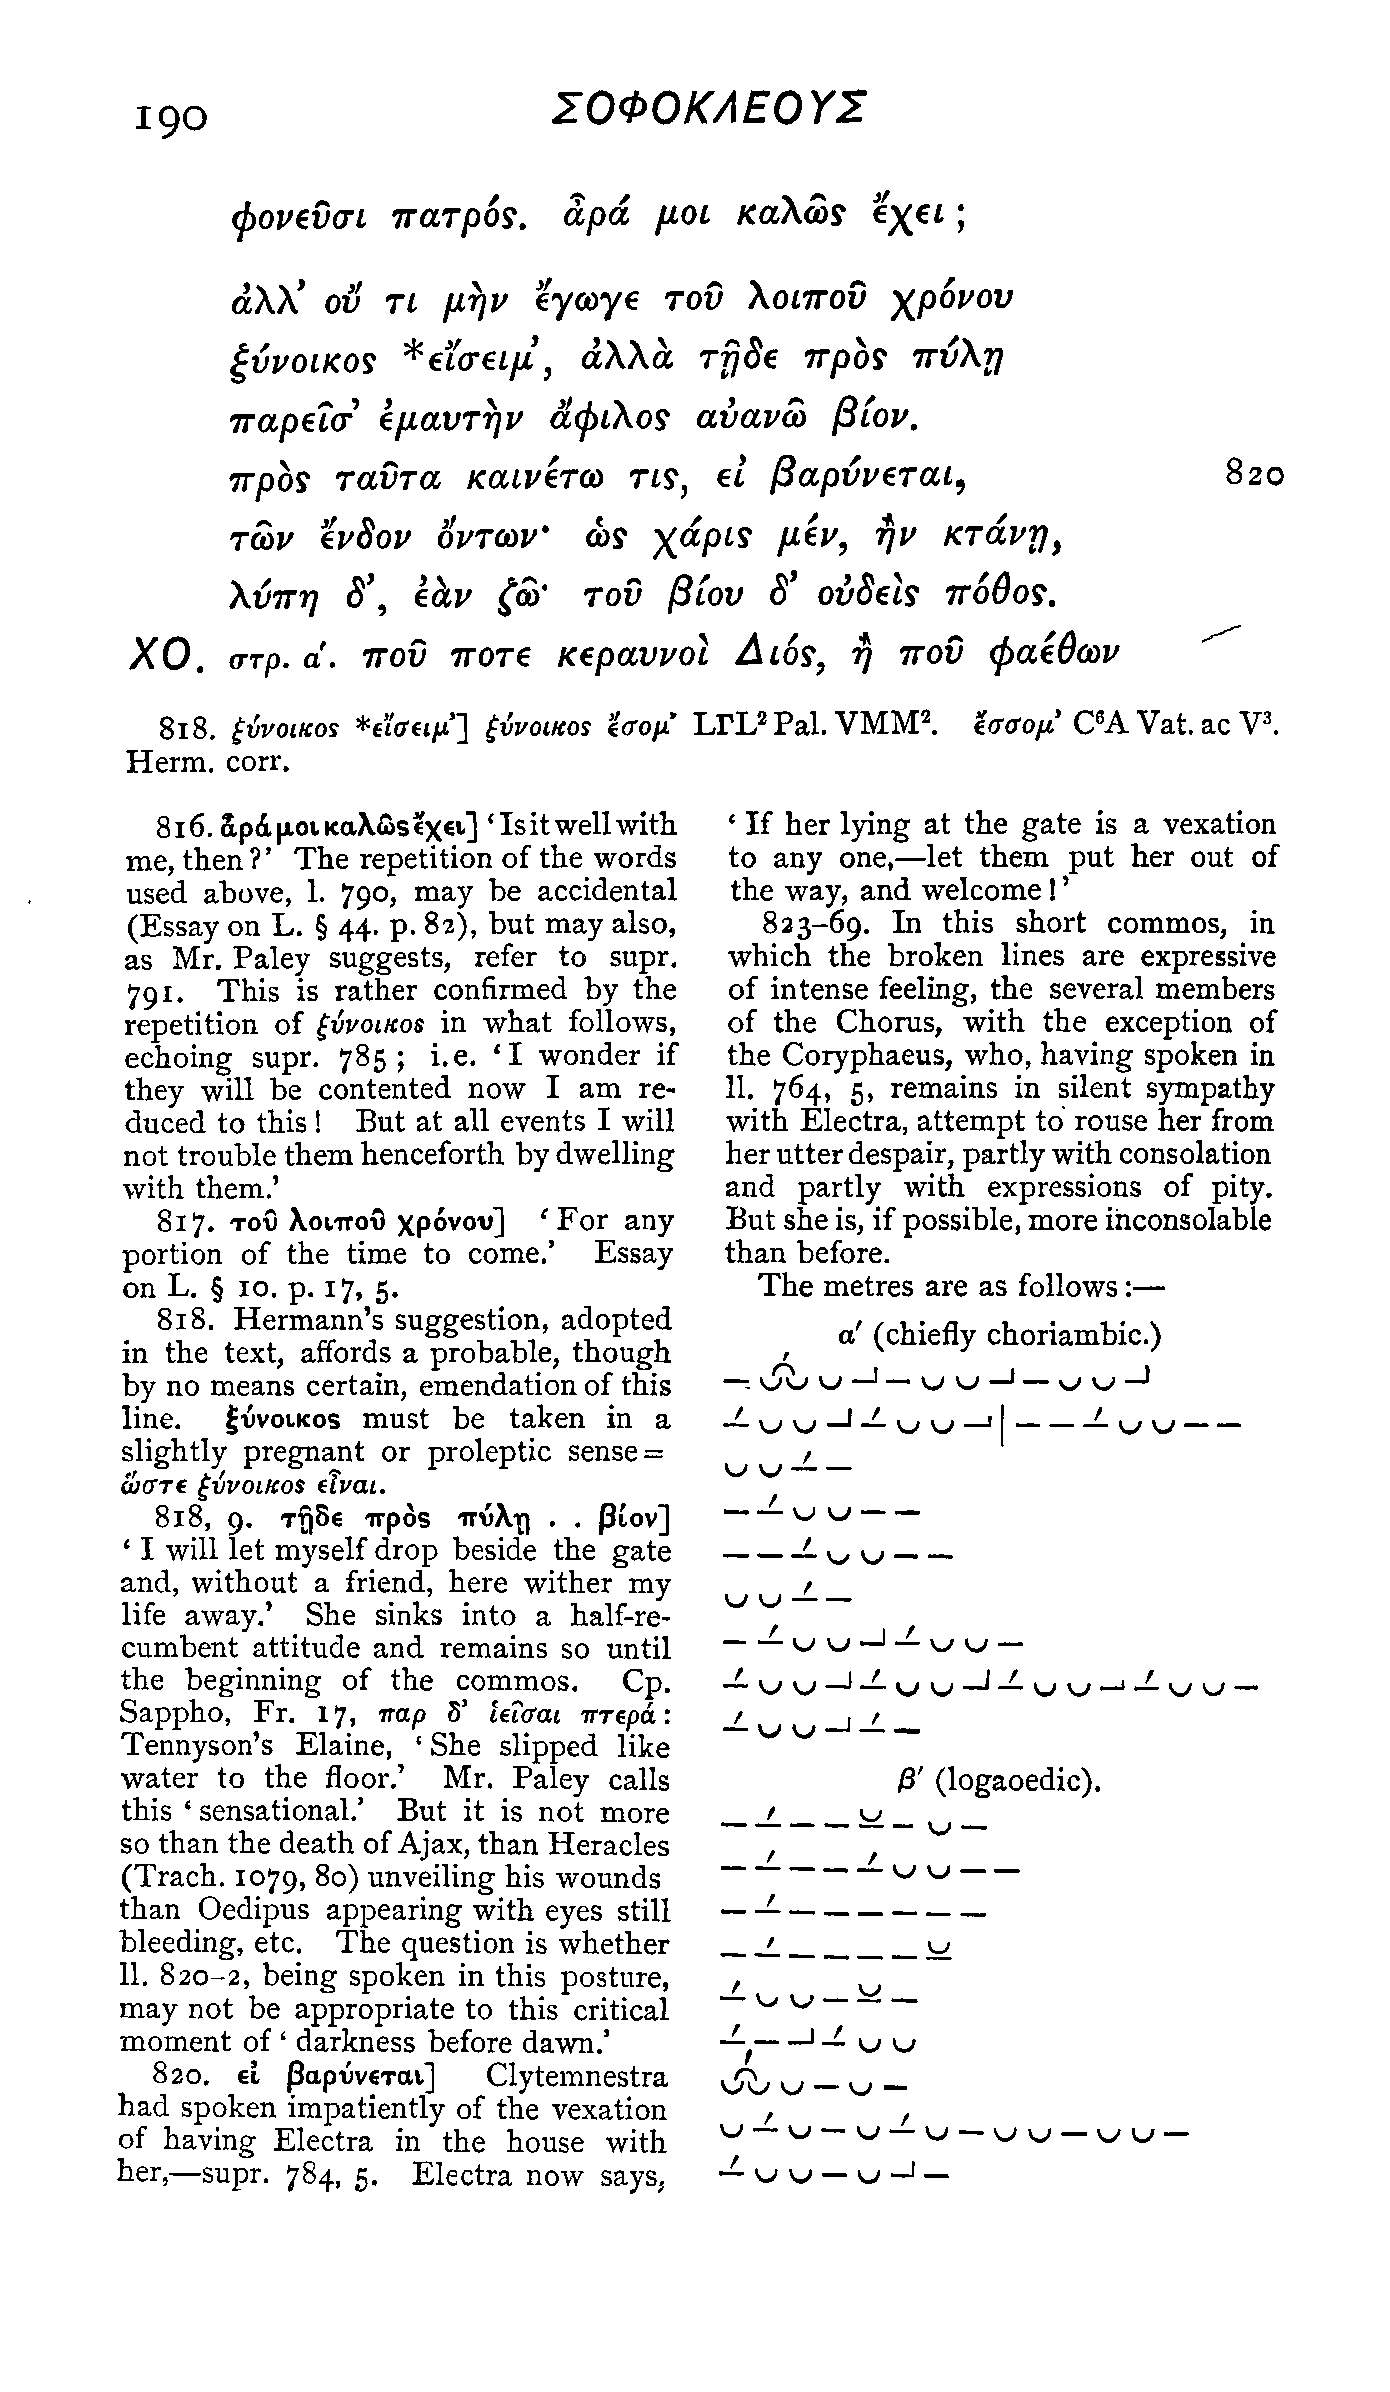 190 ΣΟΦΟΚΛΕΟΥΣ
φονεῦσι πατρός. ἆρά μοι καλῶς ἔχει;
ἀλλ’ οὔ τι μὴν ἔγωγε τοῦ λοιποῦ χρόνου
ξύνοικος *εἴσειμ’, ἀλλὰ τῇδε πρὸς πύλῃ
παρεῖσ’ ἐμαυτὴν ἄφιλος αὐανῶ βίον.
πρὸς ταῦτα καινέτω τις, εἰ βαρύνεται, 820
τῶν ἔνδον ὄντων· ὡς χάρις μέν, ἢν κτάνῃ,
λύπη δ’, ἐὰν ζῶ· τοῦ βίου δ’ οὐδεὶς πόθος.
ΧΟ. στρ. α΄. ποῦ ποτε κεραυνοὶ Διός, ἢ ποῦ φαέθων
818. ξύνοικος *εἴσειμ’] ξύνοικος ἔσομ’ LΓL² Pal. VMM². ἔσσομ’ C⁶A Vat. ac V³.
Herm. corr.
816. ἆρά μοι καλῶς ἔχει] ‘Is it well with
me, then?’ The repetition of the words
used above, l. 790, may be accidental
(Essay on L. § 44. p. 82), but may also,
as Mr. Paley suggests, refer to supr.
791. This is rather confirmed by the
repetition of ξύνοικος in what follows,
echoing supr. 785; i.e. ‘I wonder if
they will be contented now I am re-
duced to this! But at all events I will
not trouble them henceforth by dwelling
with them.’
817. τοῦ λοιποῦ χρόνου] ‘For any
portion of the time to come.’ Essay
on L. § 10. p. 17, 5.
818. Hermann’s suggestion, adopted
in the text, affords a probable, though
by no means certain, emendation of this
line. ξύνοικος must be taken in a
slightly pregnant or proleptic sense =
ὥστε ξύνοικος εἶναι.
818, 9. τῇδε πρὸς πύλῃ . . βίον]
‘I will let myself drop beside the gate
and, without a friend, here wither my
life away.’ She sinks into a half-re-
cumbent attitude and remains so until
the beginning of the commos. Cp.
Sappho, Fr. 17, παρ δ’ ἱεῖσαι πτερά:
Tennyson’s Elaine, ‘She slipped like
water to the floor.’ Mr. Paley calls
this ‘sensational.’ But it is not more
so than the death of Ajax, than Heracles
(Trach. 1079, 80) unveiling his wounds
than Oedipus appearing with eyes still
bleeding, etc. The question is whether
ll. 820–2, being spoken in this posture,
may not be appropriate to this critical
moment of ‘darkness before dawn.’
820. εἰ βαρύνεται] Clytemnestra
had spoken impatiently of the vexation
of having Electra in the house with
her,—supr. 784, 5. Electra now says,
‘If her lying at the gate is a vexation
to any one,—let them put her out of
the way, and welcome!’
823–69. In this short commos, in
which the broken lines are expressive
of intense feeling, the several members
of the Chorus, with the exception of
the Coryphaeus, who, having spoken in
ll. 764, 5, remains in silent sympathy
with Electra, attempt to rouse her from
her utter despair, partly with consolation
and partly with expressions of pity.
But she is, if possible, more inconsolable
than before.
The metres are as follows:—
α΄ (chiefly choriambic.)
β΄ (logaoedic).